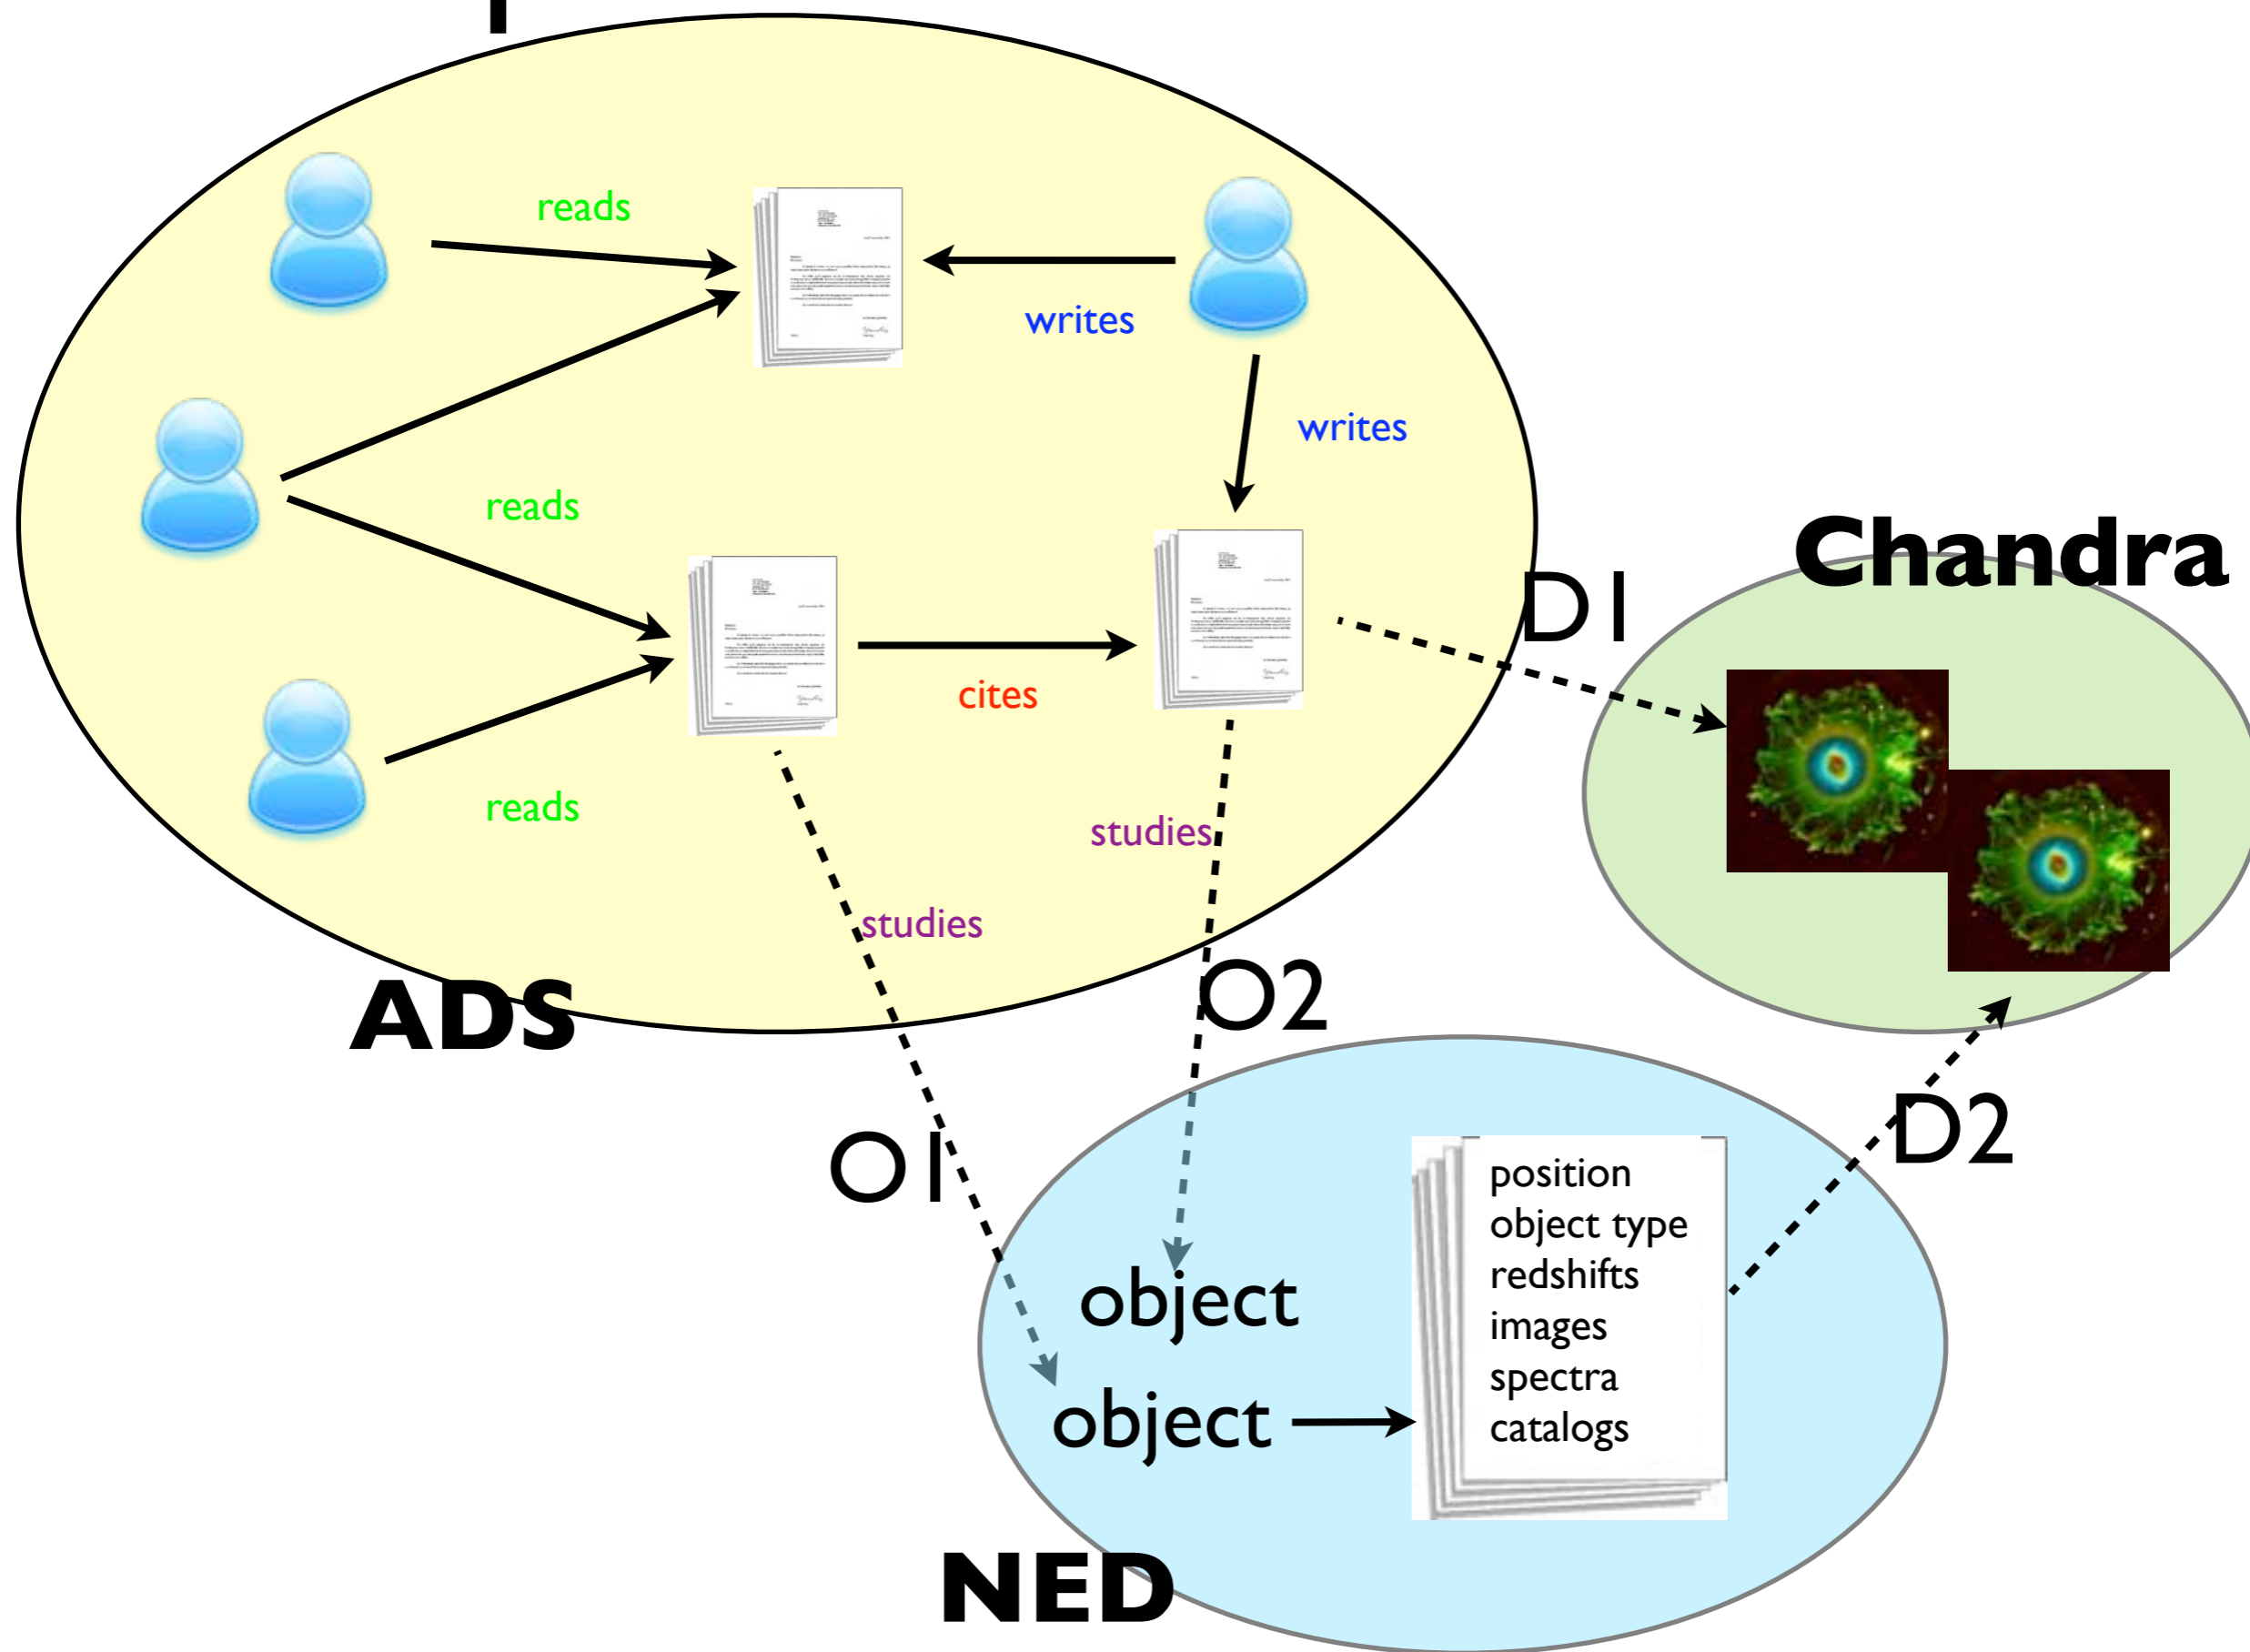 reads
writes
writes
reads
cites
reads
studies
studies
ADS
Chandra
D1
O2
O1
D2
object
object
position
object type
redshifts
images
spectra
catalogs
NED